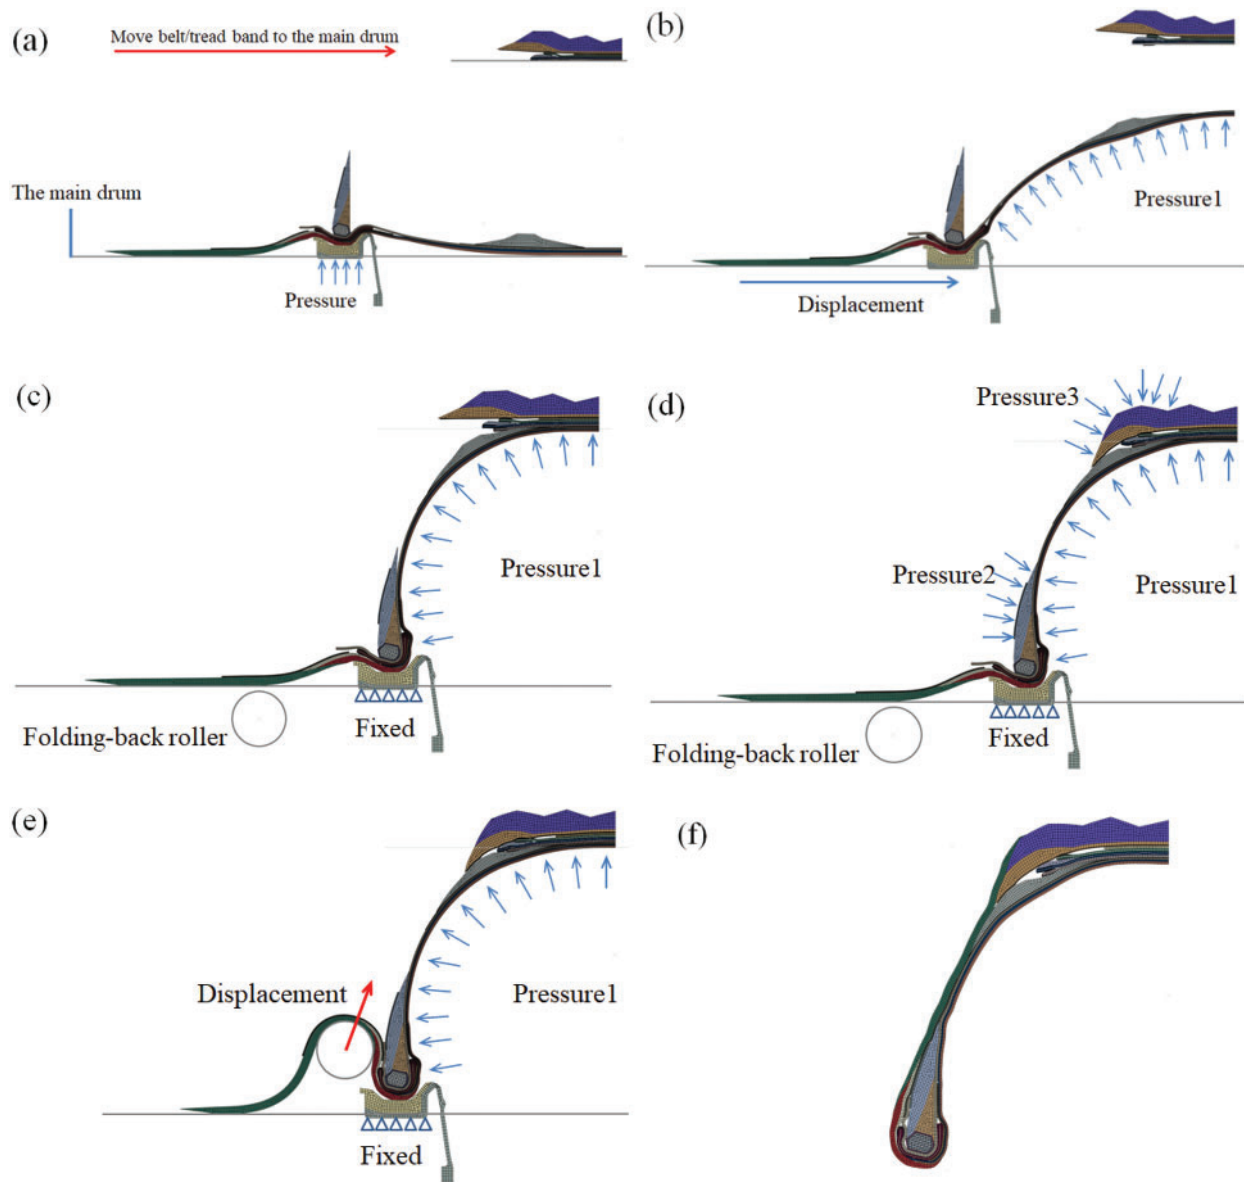 (a)
Move belt/tread band to the main drum
The main drum
Pressure
(b)
Pressure1
Displacement
(c)
Pressure1
Folding-back roller
Fixed
(d)
Pressure3
Pressure2
Pressure1
Folding-back roller
Fixed
(e)
Displacement
Pressure1
Fixed
(f)